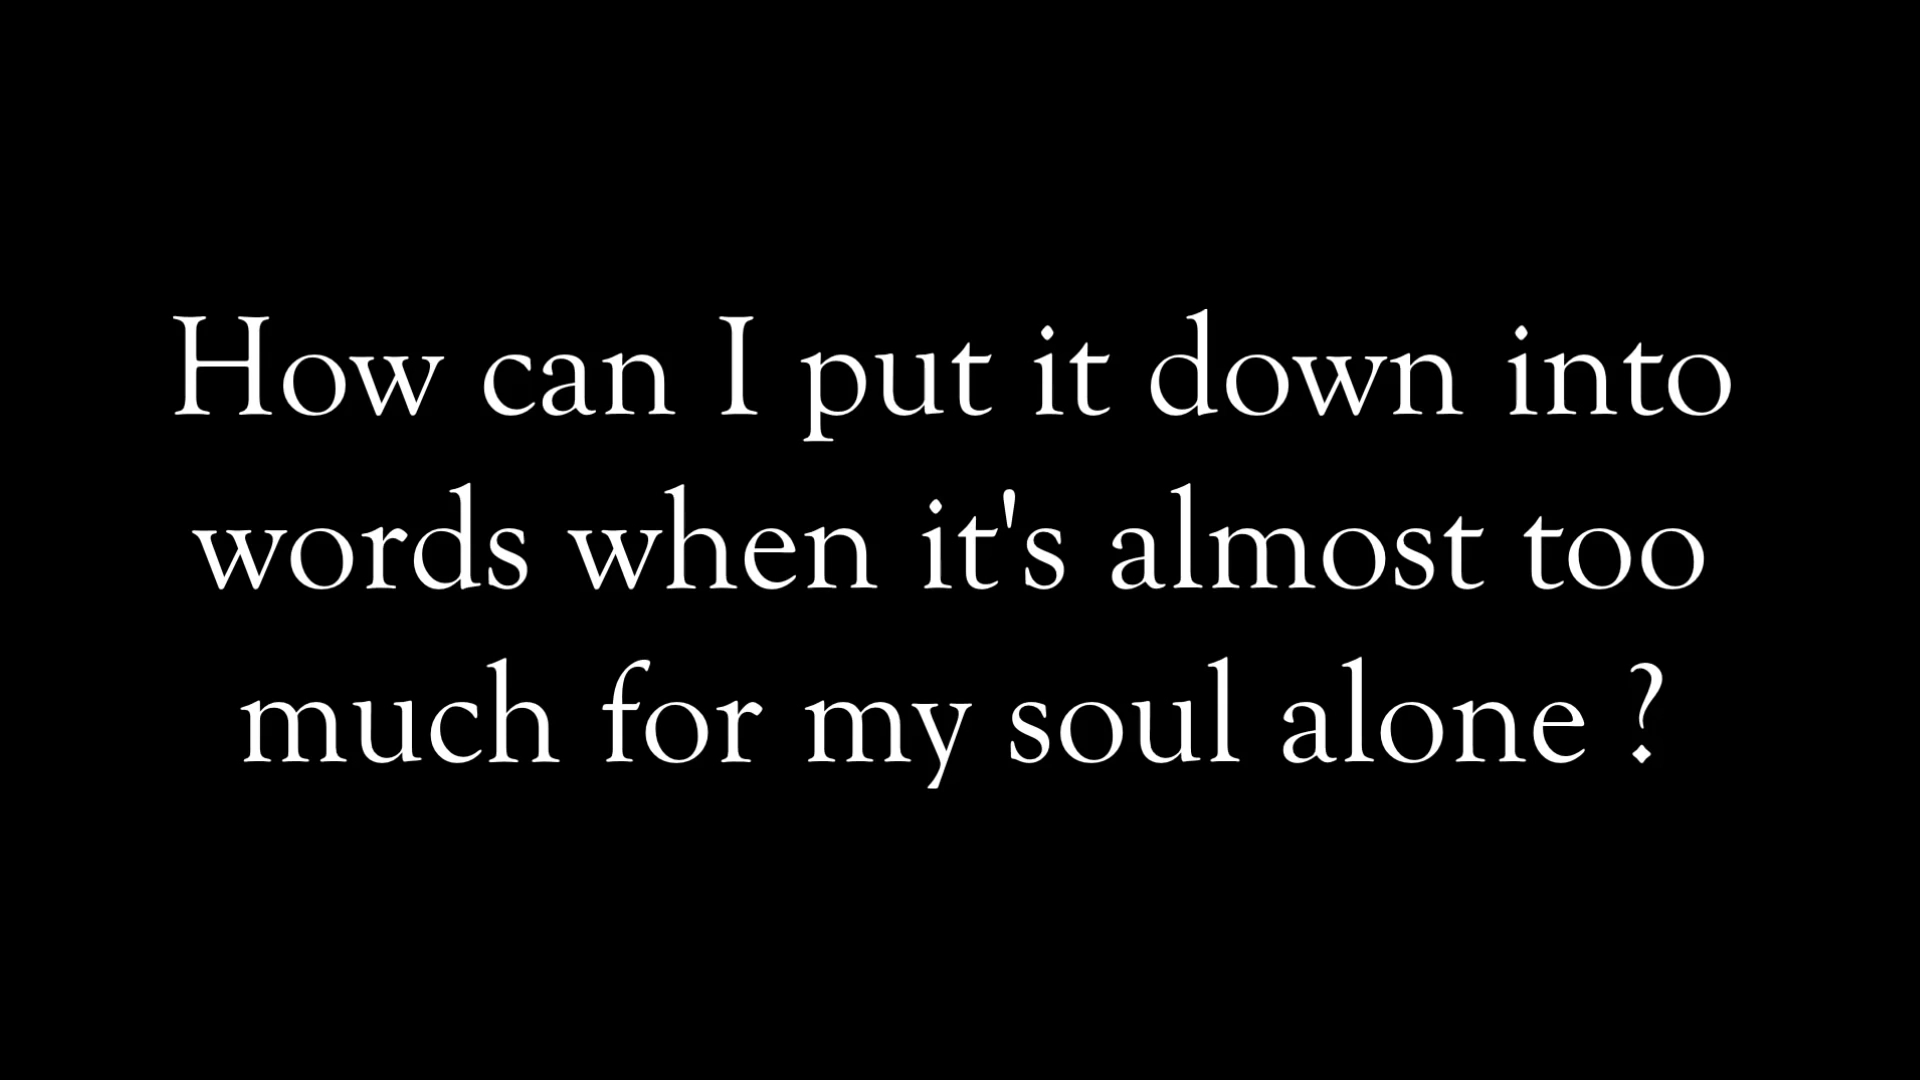 How can I put it down into
words when it's almost too
much for my soul alone ?